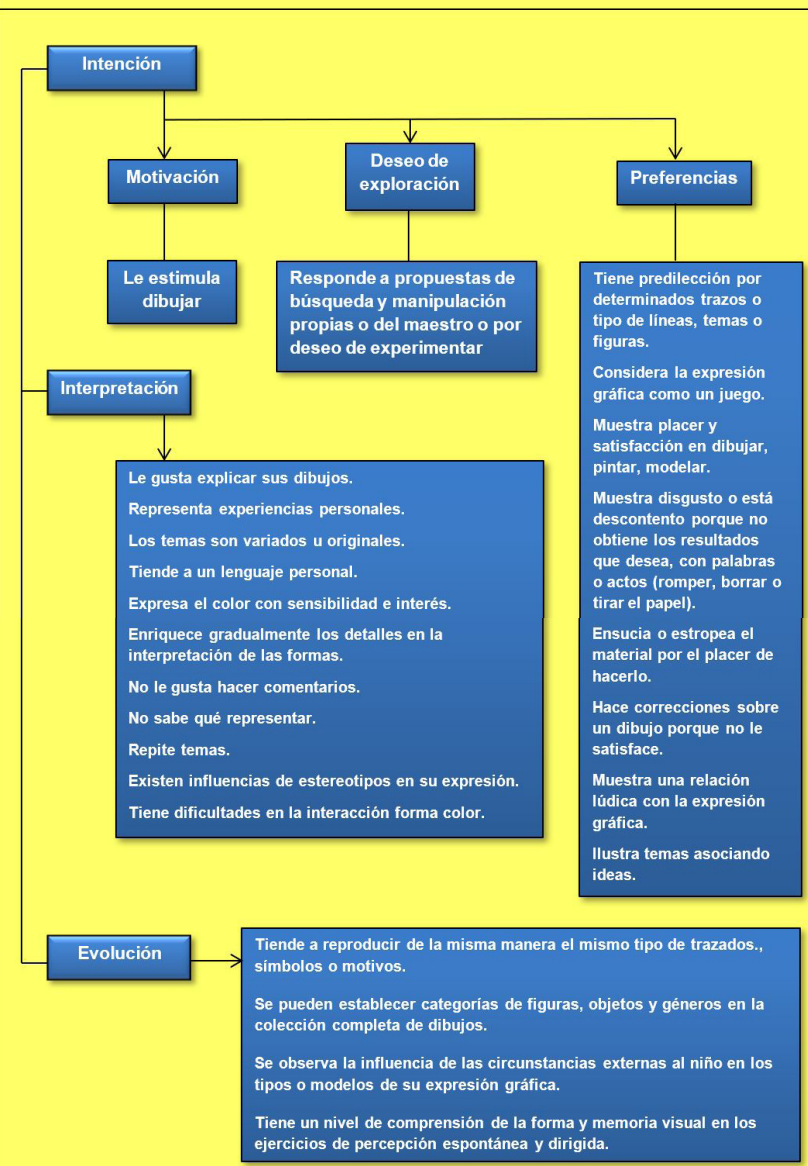 Intención
Motivación
Deseo de
exploración
Preferencias
Le estimula
dibujar
Responde a propuestas de
búsqueda y manipulación
propias o del maestro o por
deseo de experimentar
Tiene predilección por
determinados trazos o
tipo de líneas, temas o
figuras.
Considera la expresión
gráfica como un juego.
Muestra placer y
satisfacción en dibujar,
pintar, modelar.
Muestra disgusto o está
descontento porque no
obtiene los resultados
que desea, con palabras
o actos (romper, borrar o
tirar el papel).
Ensucia o estropea el
material por el placer de
hacerlo.
Hace correcciones sobre
un dibujo porque no le
satisface.
Muestra una relación
lúdica con la expresión
gráfica.
Ilustra temas asociando
ideas.
Interpretación
Le gusta explicar sus dibujos.
Representa experiencias personales.
Los temas son variados u originales.
Tiende a un lenguaje personal.
Expresa el color con sensibilidad e interés.
Enriquece gradualmente los detalles en la
interpretación de las formas.
No le gusta hacer comentarios.
No sabe qué representar.
Repite temas.
Existen influencias de estereotipos en su expresión.
Tiene dificultades en la interacción forma color.
Evolución
Tiende a reproducir de la misma manera el mismo tipo de trazados.,
símbolos o motivos.
Se pueden establecer categorías de figuras, objetos y géneros en la
colección completa de dibujos.
Se observa la influencia de las circunstancias externas al niño en los
tipos o modelos de su expresión gráfica.
Tiene un nivel de comprensión de la forma y memoria visual en los
ejercicios de percepción espontánea y dirigida.